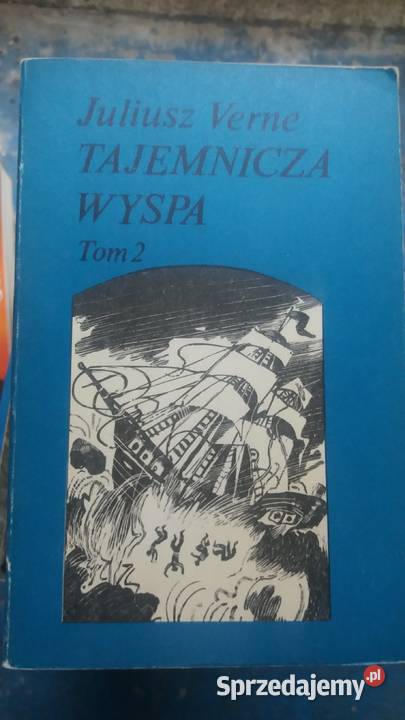 Juliusz Verne
TAJEMNICZA
WYSPA
Tom 2
Sprzedajemy.pl